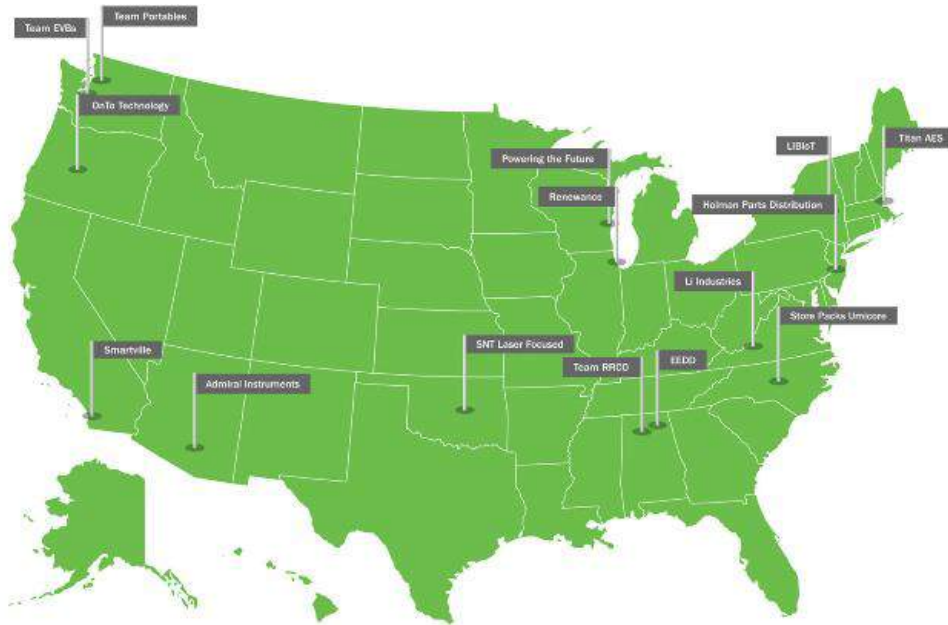 Team Portables
Team EVBs
OnTo Technology
Titan AES
LIBIoT
Powering the Future
Renewance
Holman Parts Distribution
Li Industries
Store Packs Umicore
SNT Laser Focused
Smartville
EEDD
Team RRCO
Admiral Instruments